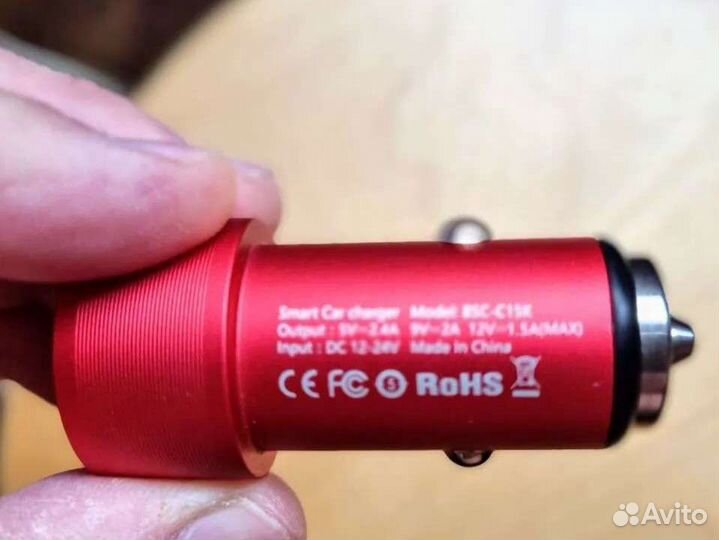 Smart Car charger Model: BSC-C15K
Output : 5V⎓2.4A 9V⎓2A 12V⎓1.5A(MAX)
Input : DC 12-24V Made in China
CE FC 5 RoHS
Avito